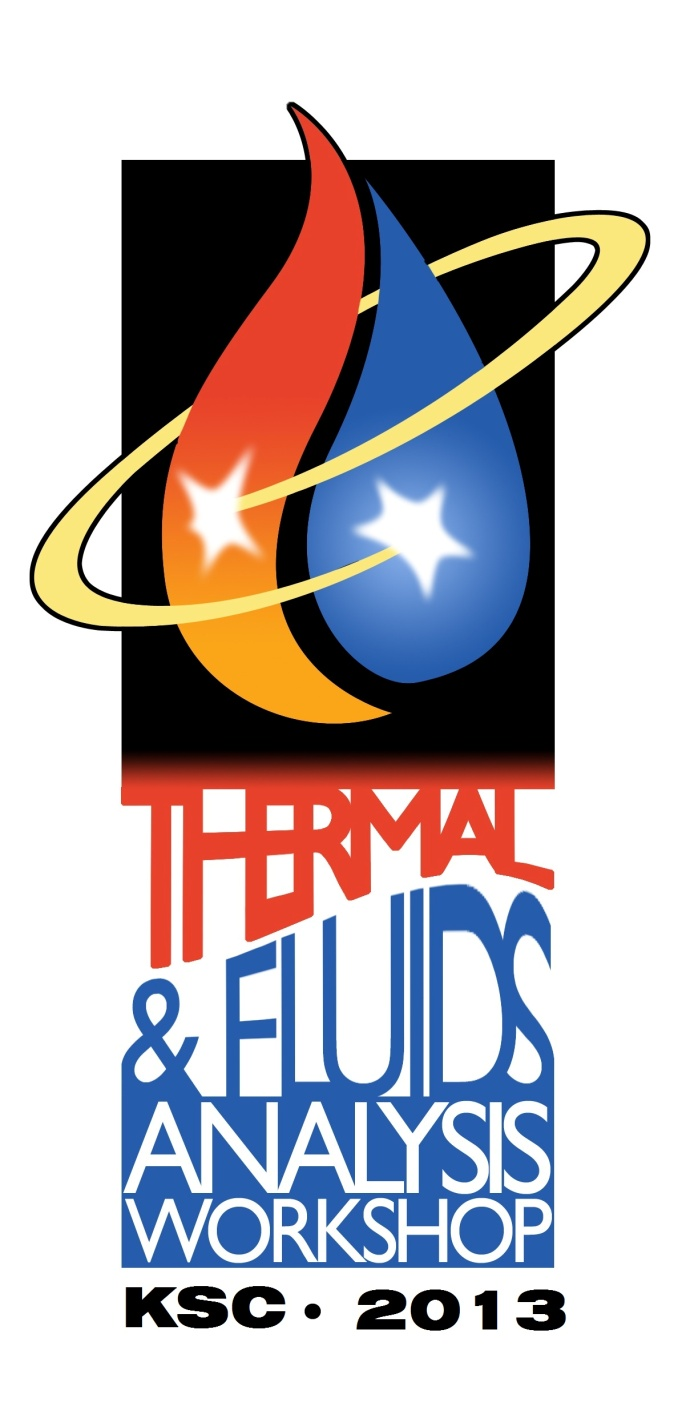 THERMAL
& FLUIDS
ANALYSIS
WORKSHOP
KSC • 2013